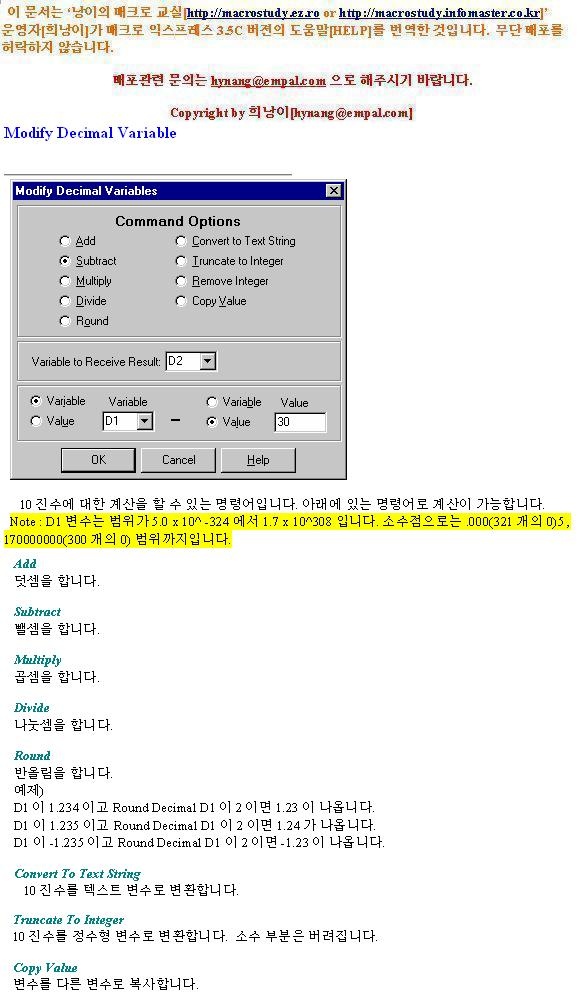 이 문서는 ‘낭이의 매크로 교실[http://macrostudy.ez.ro or http://macrostudy.infomaster.co.kr]’
운영자[희낭이]가 매크로 익스프레스 3.5C 버젼의 도움말[HELP]를 번역한 것입니다. 무단 배포를
허락하지 않습니다.
배포관련 문의는 hynang@empal.com 으로 해주시기 바랍니다.
Copyright by 희낭이[hynang@empal.com]
Modify Decimal Variable
Modify Decimal Variables
Command Options
Add
Convert to Text String
Subtract
Truncate to Integer
Multiply
Remove Integer
Divide
Copy Value
Round
Variable to Receive Result: D2
Variable Variable Variable Value
Value D1 – Value 30
OK Cancel Help
10 진수에 대한 계산을 할 수 있는 명령어입니다. 아래에 있는 명령어로 계산이 가능합니다.
Note : D1 변수는 범위가 5.0 x 10^ -324 에서 1.7 x 10^308 입니다. 소수점으로는 .000(321 개의 0)5 ,
170000000(300 개의 0) 범위까지입니다.
Add
덧셈을 합니다.
Subtract
뺄셈을 합니다.
Multiply
곱셈을 합니다.
Divide
나눗셈을 합니다.
Round
반올림을 합니다.
예제)
D1 이 1.234 이고 Round Decimal D1 이 2 이면 1.23 이 나옵니다.
D1 이 1.235 이고 Round Decimal D1 이 2 이면 1.24 가 나옵니다.
D1 이 -1.235 이고 Round Decimal D1 이 2 이면 -1.23 이 나옵니다.
Convert To Text String
10 진수를 텍스트 변수로 변환합니다.
Truncate To Integer
10 진수를 정수형 변수로 변환합니다. 소수 부분은 버려집니다.
Copy Value
변수를 다른 변수로 복사합니다.